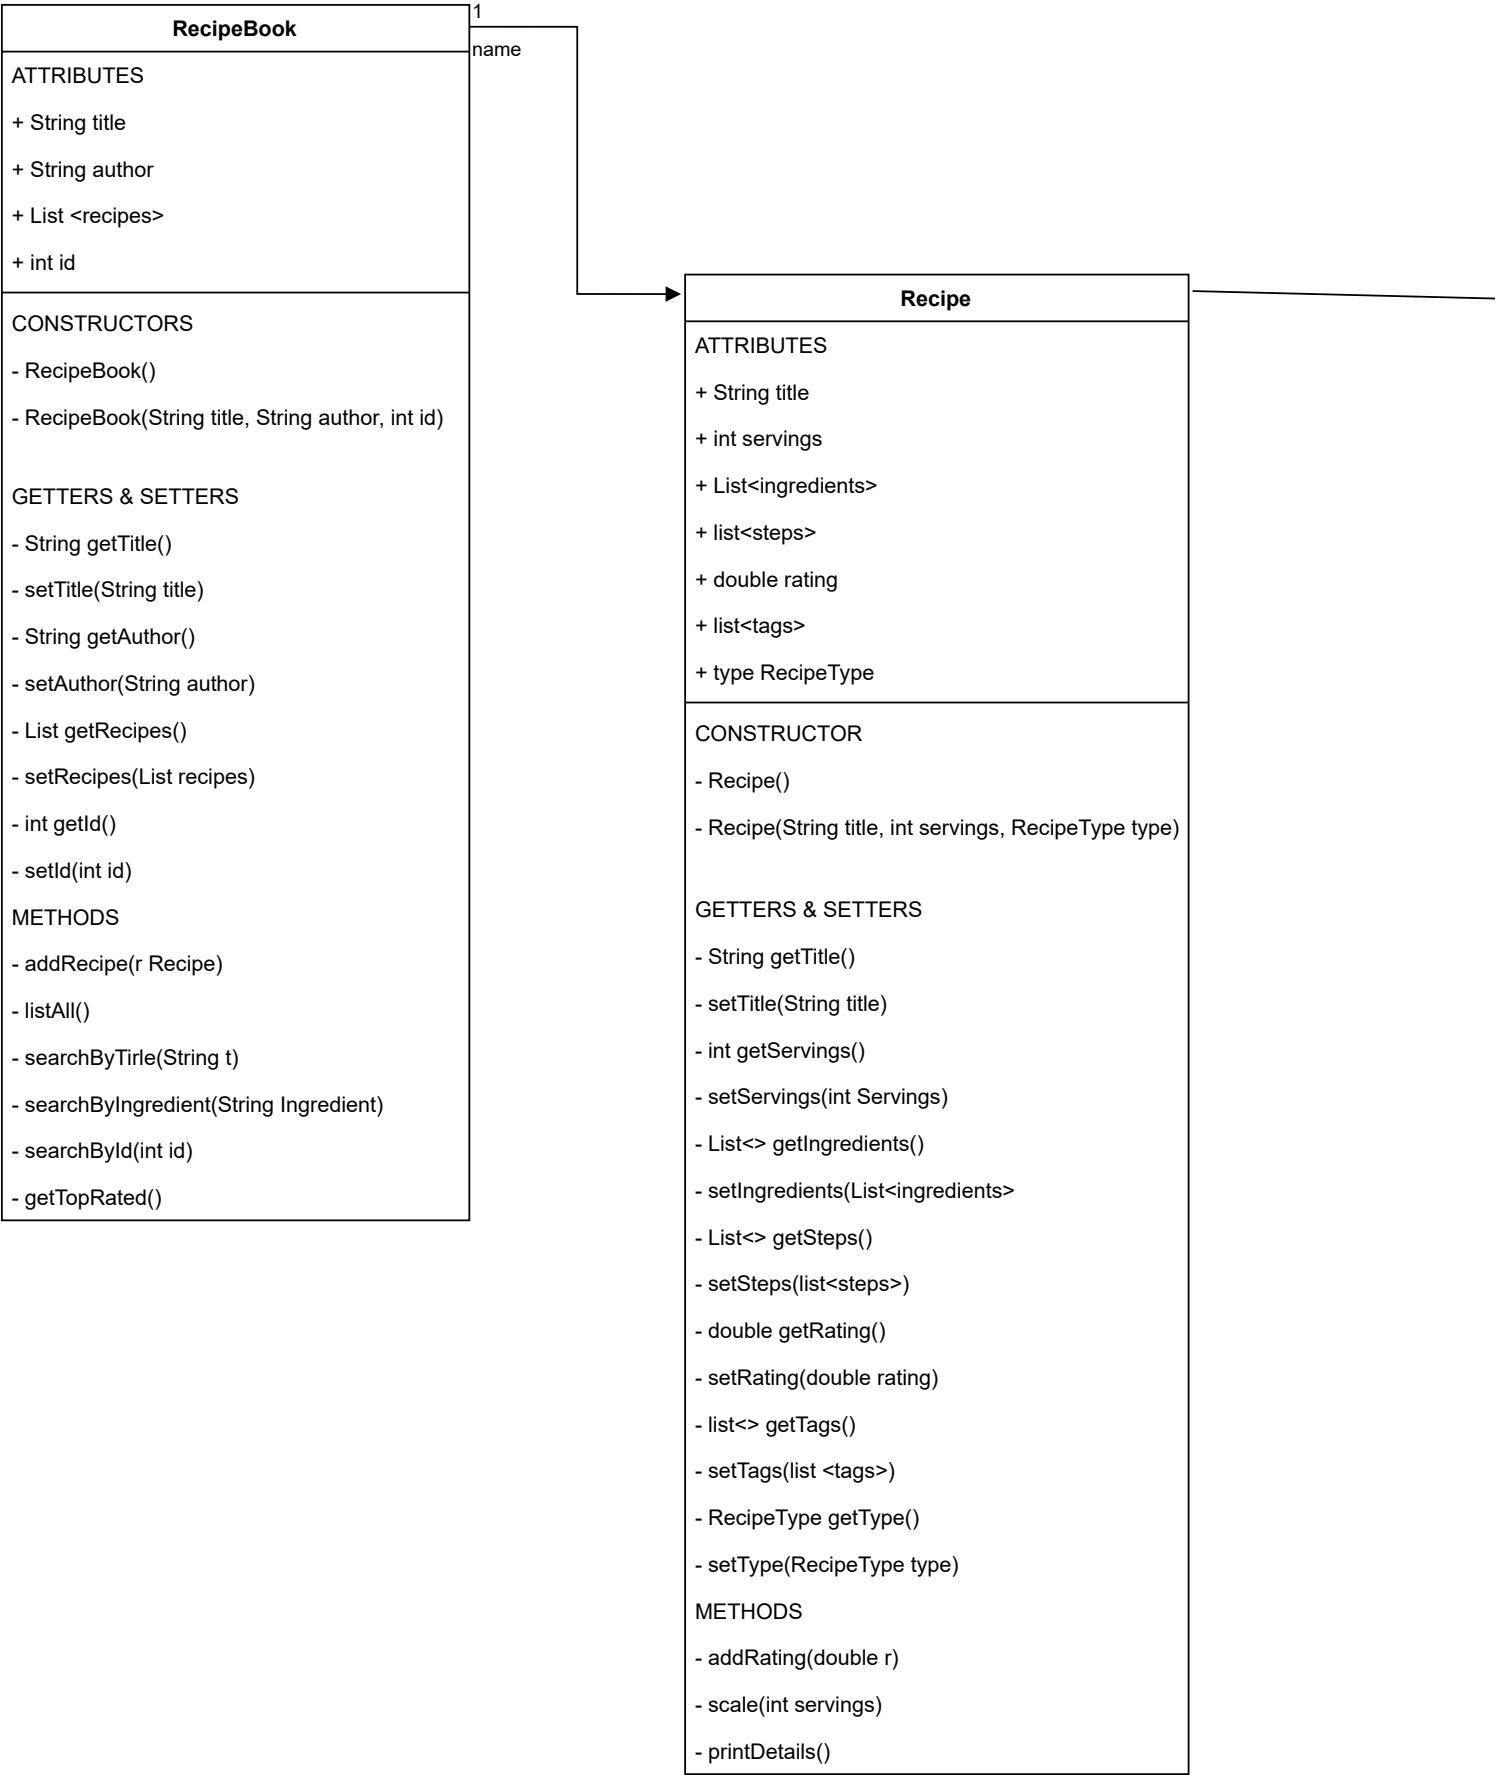 RecipeBook
ATTRIBUTES
+ String title
+ String author
+ List <recipes>
+ int id
CONSTRUCTORS
- RecipeBook()
- RecipeBook(String title, String author, int id)
GETTERS & SETTERS
- String getTitle()
- setTitle(String title)
- String getAuthor()
- setAuthor(String author)
- List getRecipes()
- setRecipes(List recipes)
- int getId()
- setId(int id)
METHODS
- addRecipe(r Recipe)
- listAll()
- searchByTirle(String t)
- searchByIngredient(String Ingredient)
- searchById(int id)
- getTopRated()
1
name
Recipe
ATTRIBUTES
+ String title
+ int servings
+ List<ingredients>
+ list<steps>
+ double rating
+ list<tags>
+ type RecipeType
CONSTRUCTOR
- Recipe()
- Recipe(String title, int servings, RecipeType type)
GETTERS & SETTERS
- String getTitle()
- setTitle(String title)
- int getServings()
- setServings(int Servings)
- List<> getIngredients()
- setIngredients(List<ingredients>
- List<> getSteps()
- setSteps(list<steps>)
- double getRating()
- setRating(double rating)
- list<> getTags()
- setTags(list <tags>)
- RecipeType getType()
- setType(RecipeType type)
METHODS
- addRating(double r)
- scale(int servings)
- printDetails()